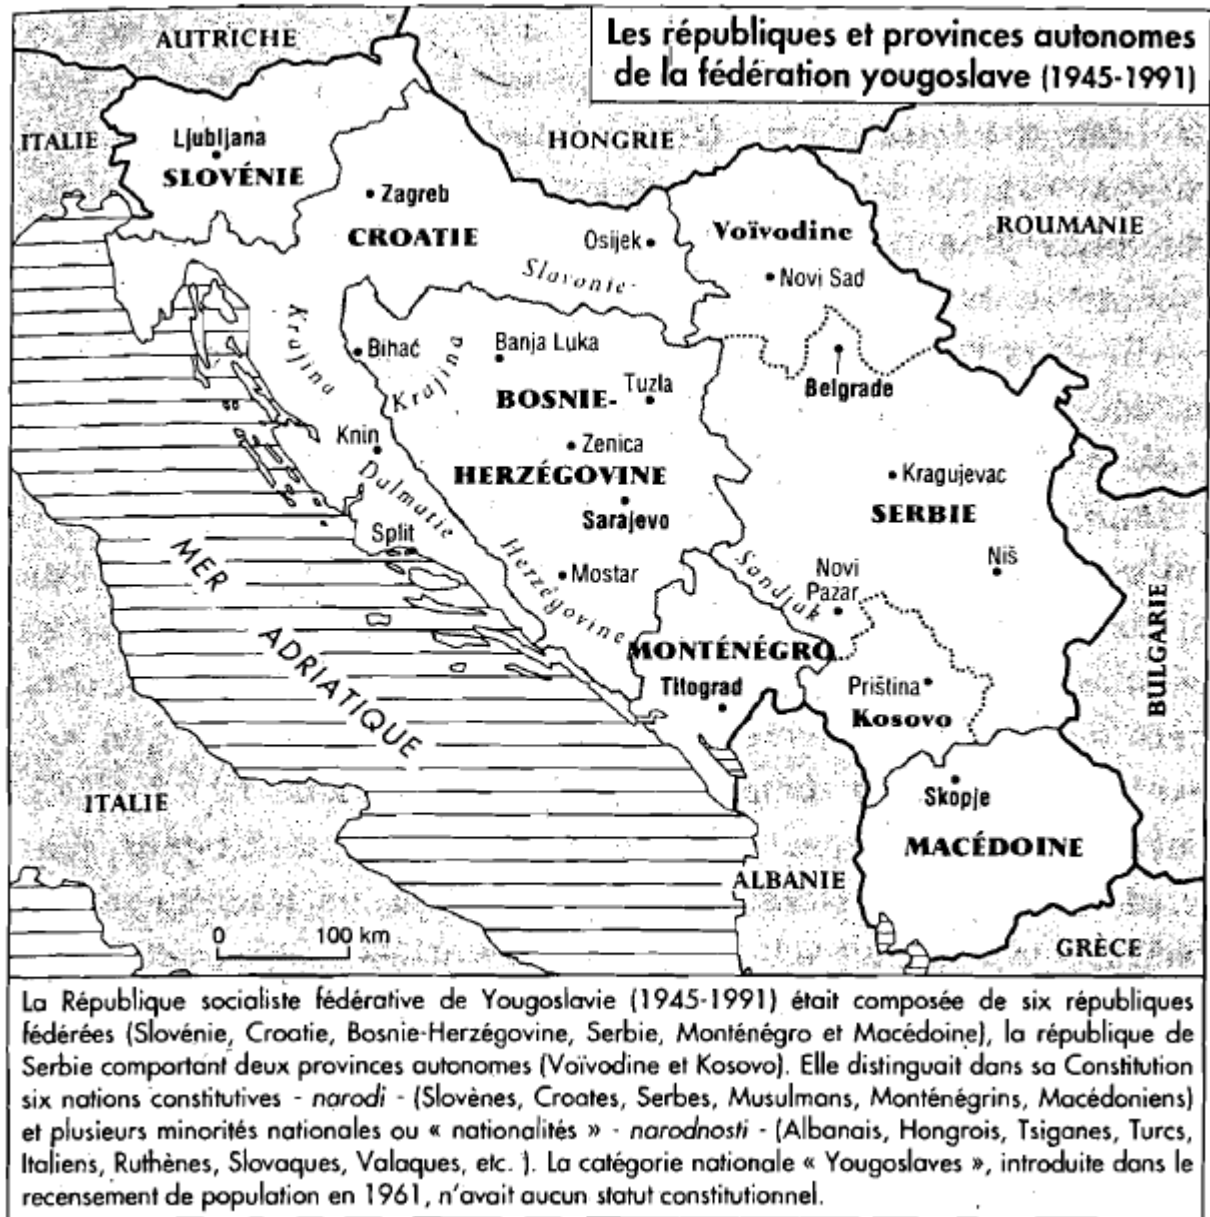 Les républiques et provinces autonomes
de la fédération yougoslave (1945-1991)
AUTRICHE
ITALIE
HONGRIE
ROUMANIE
Ljubljana
SLOVÉNIE
Zagreb
CROATIE
Osijek
Voïvodine
Slavonie
Novi Sad
Krajina
Bihać
Krajina
Banja Luka
BOSNIE-
Tuzla
Belgrade
Knin
Zenica
HERZÉGOVINE
Kragujevac
SERBIE
Dalmatie
Sarajevo
Split
Herzégovine
Mostar
Sandjak
Novi
Pazar
Niš
MER
ADRIATIQUE
MONTÉNÉGRO
Titograd
Priština
Kosovo
BULGARIE
ITALIE
Skopje
MACÉDOINE
ALBANIE
GRÈCE
0 100 km
La République socialiste fédérative de Yougoslavie (1945-1991) était composée de six républiques
fédérées (Slovénie, Croatie, Bosnie-Herzégovine, Serbie, Monténégro et Macédoine), la république de
Serbie comportant deux provinces autonomes (Voïvodine et Kosovo). Elle distinguait dans sa Constitution
six nations constitutives - narodi - (Slovènes, Croates, Serbes, Musulmans, Monténégrins, Macédoniens)
et plusieurs minorités nationales ou « nationalités » - narodnosti - (Albanais, Hongrois, Tsiganes, Turcs,
Italiens, Ruthènes, Slovaques, Valaques, etc. ). La catégorie nationale « Yougoslaves », introduite dans le
recensement de population en 1961, n'avait aucun statut constitutionnel.